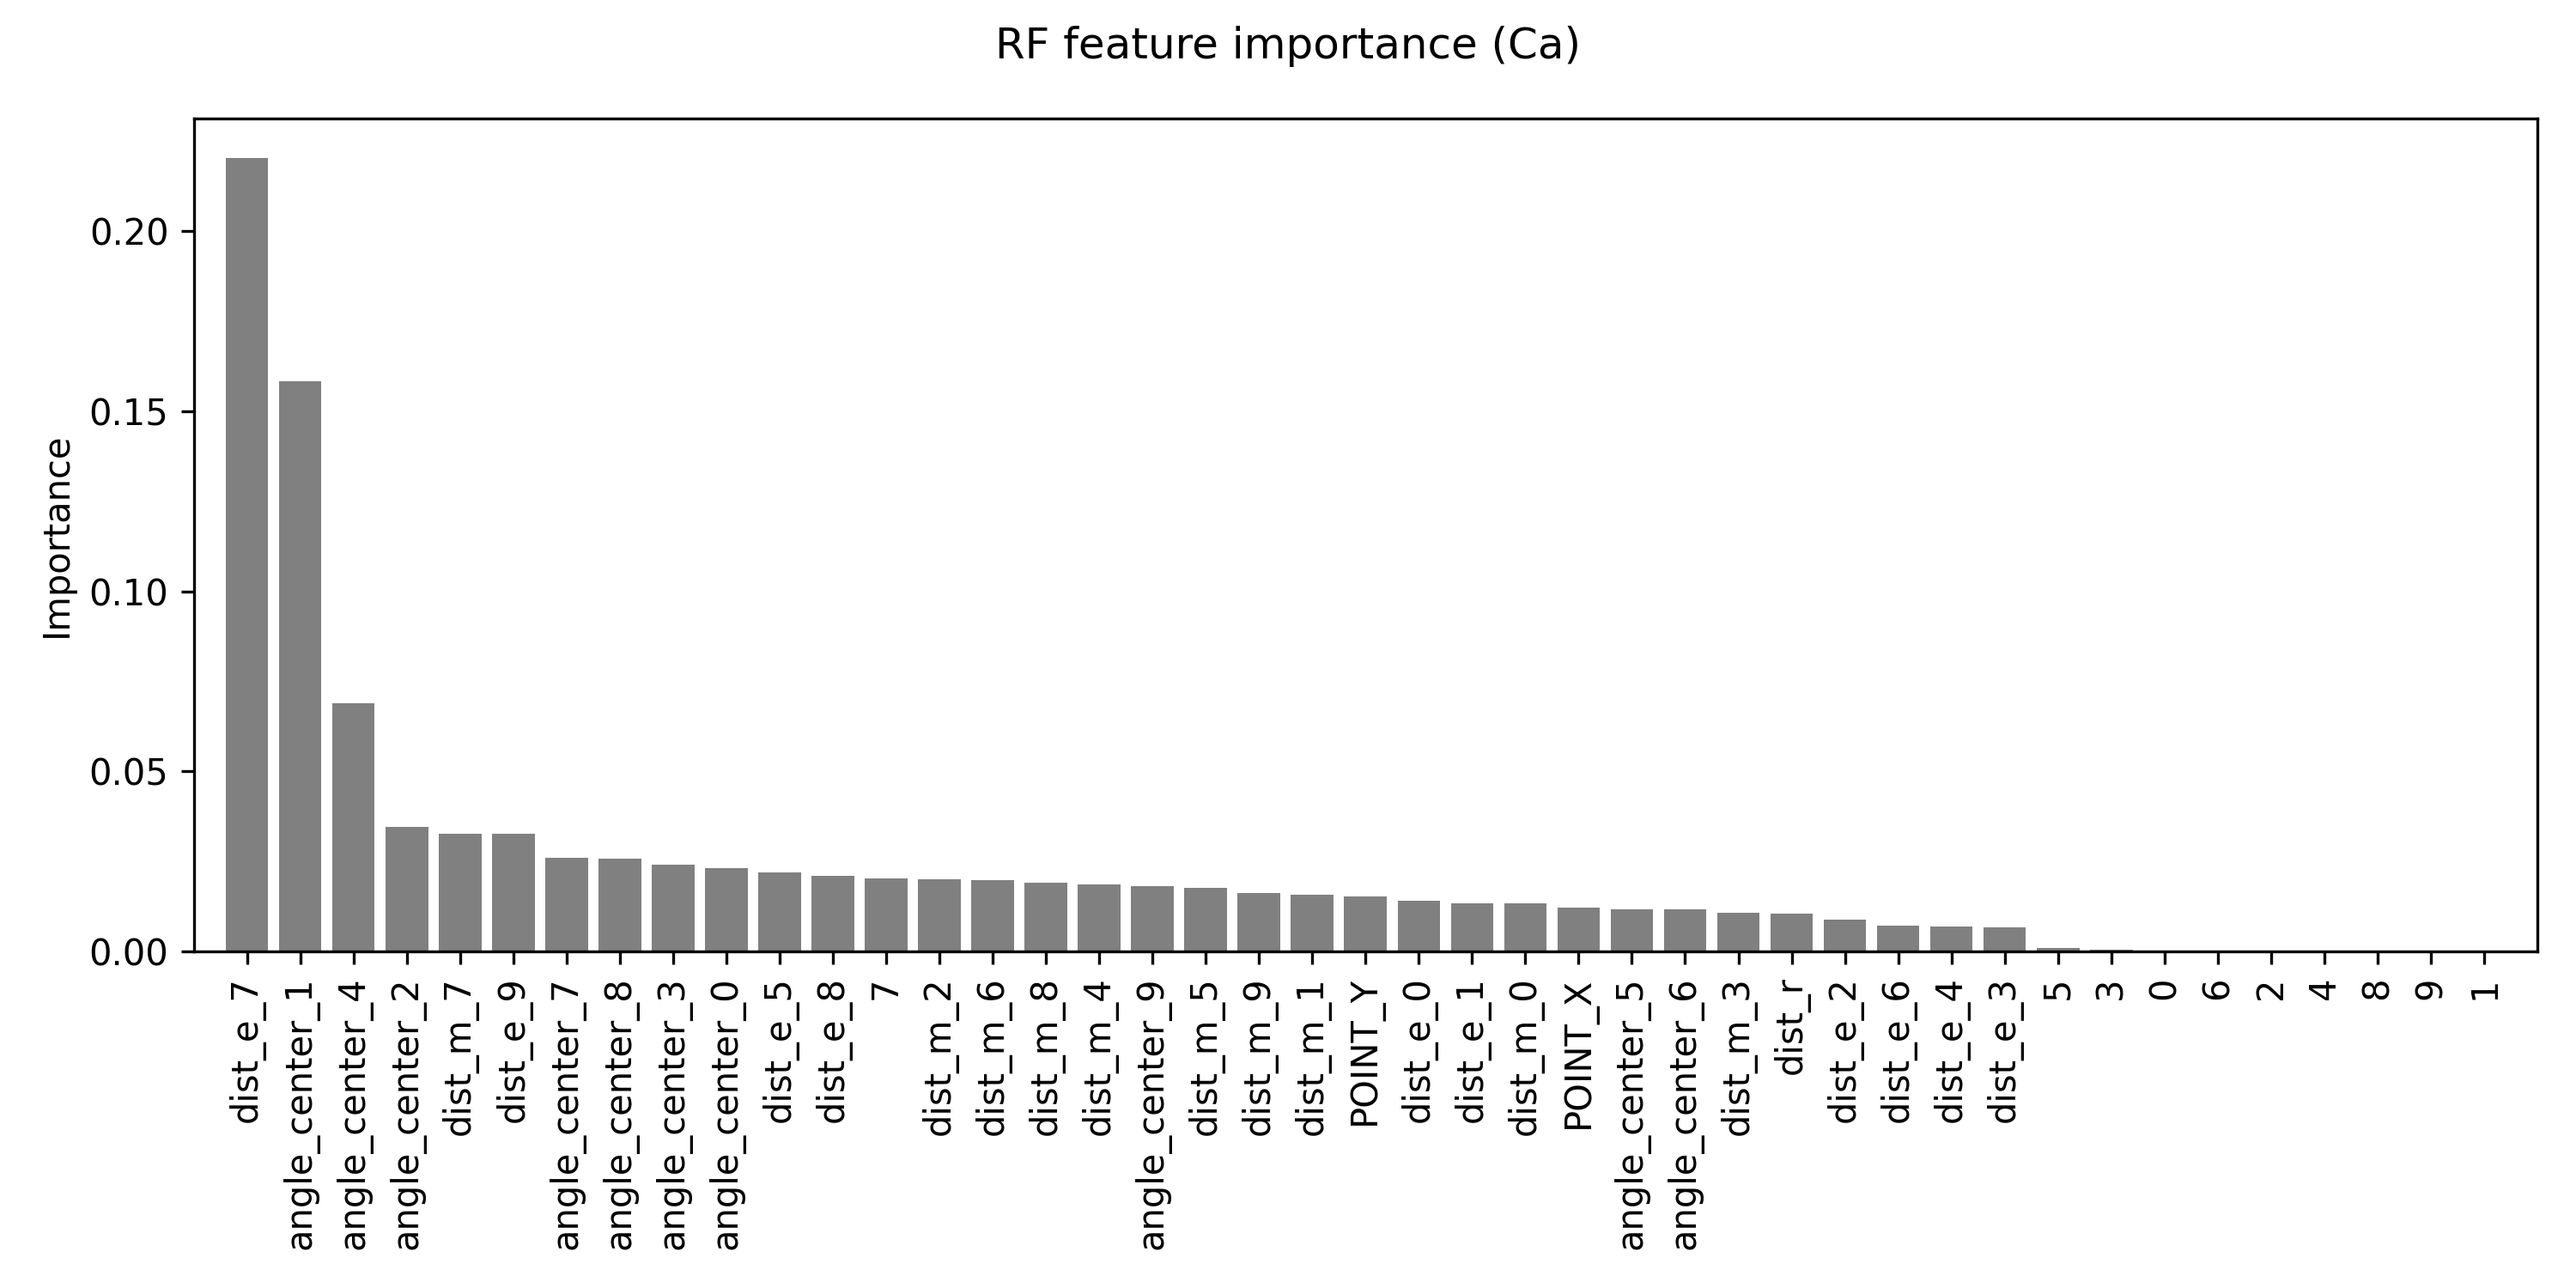 RF feature importance (Ca)
Importance
0.20
0.15
0.10
0.05
0.00
dist_e_7
angle_center_1
angle_center_4
angle_center_2
dist_m_7
dist_e_9
angle_center_7
angle_center_8
angle_center_3
angle_center_0
dist_e_5
dist_e_8
7
dist_m_2
dist_m_6
dist_m_8
dist_m_4
angle_center_9
dist_m_5
dist_m_9
dist_m_1
POINT_Y
dist_e_0
dist_e_1
dist_m_0
POINT_X
angle_center_5
angle_center_6
dist_m_3
dist_r
dist_e_2
dist_e_6
dist_e_4
dist_e_3
5
3
0
6
2
4
8
9
1